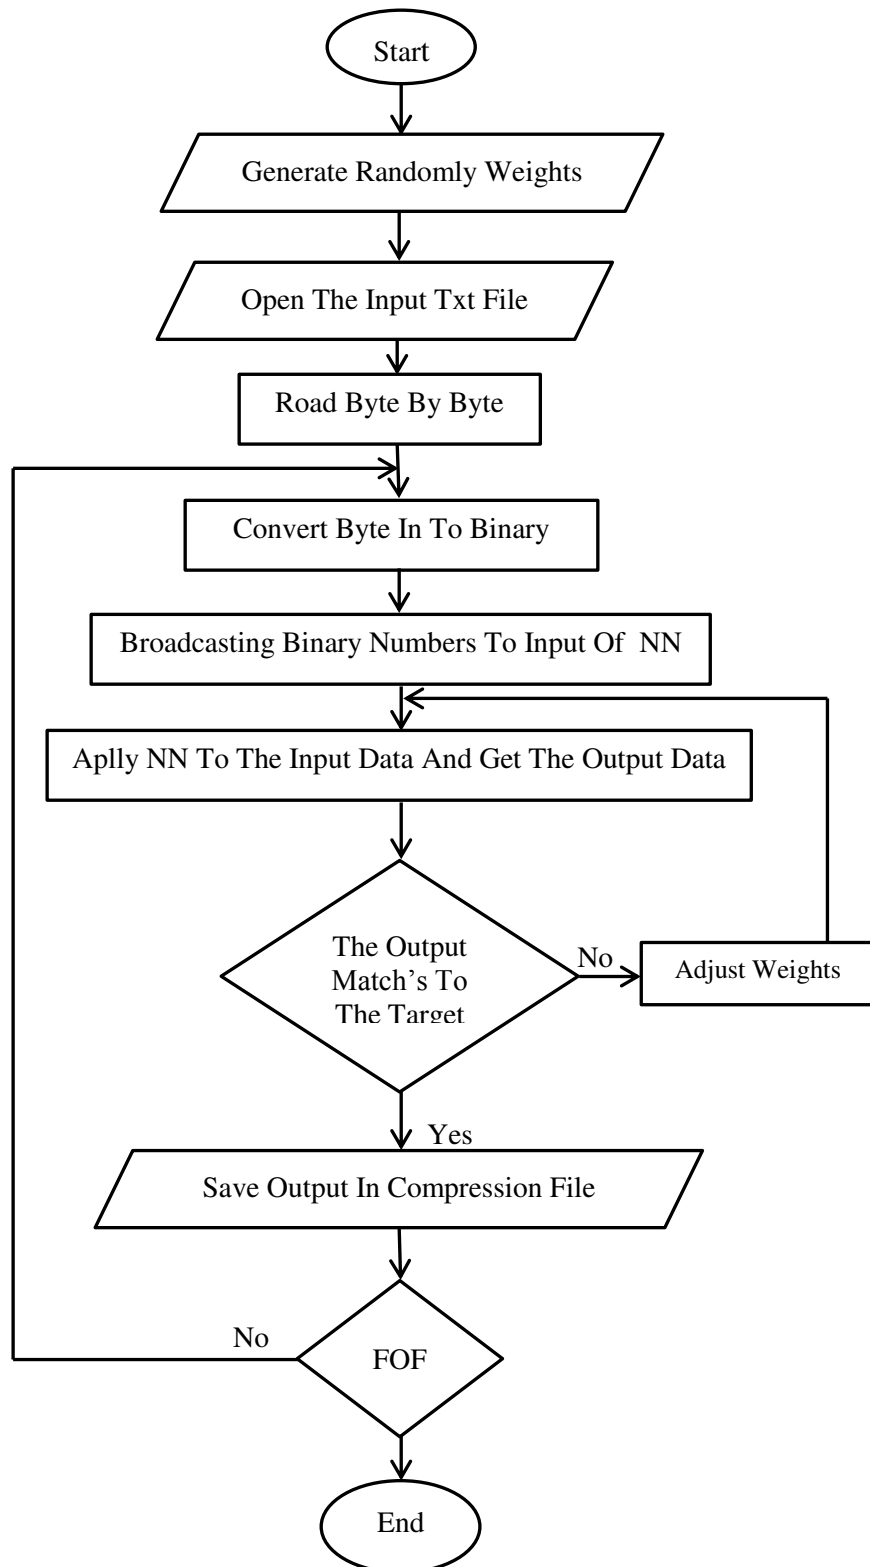 Start
Generate Randomly Weights
Open The Input Txt File
Road Byte By Byte
Convert Byte In To Binary
Broadcasting Binary Numbers To Input Of NN
Aplly NN To The Input Data And Get The Output Data
The Output
Match’s To
The Target
No
Adjust Weights
Yes
Save Output In Compression File
No
FOF
End